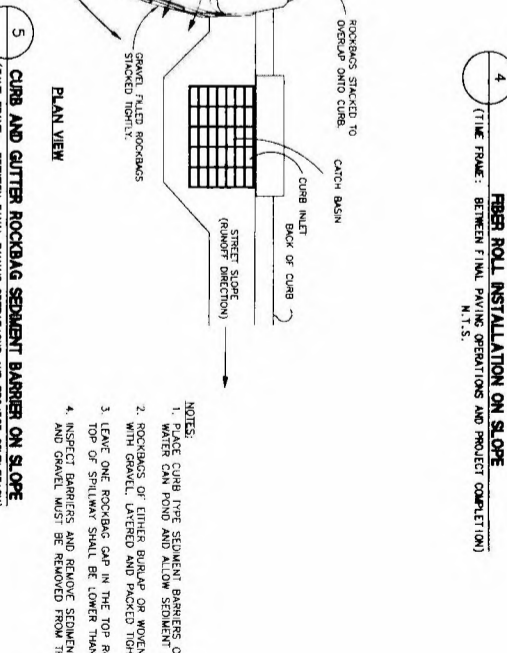 4
FIBER ROLL INSTALLATION ON SLOPE
(TIME FRAME: BETWEEN FINAL PAVING OPERATIONS AND PROJECT COMPLETION)
N.T.S.
ROCKBAGS STACKED TO
OVERLAP ONTO CURB.
CATCH BASIN
CURB INLET
BACK OF CURB
GRAVEL FILLED ROCKBAGS
STACKED TIGHTLY.
STREET SLOPE
(RUNOFF DIRECTION)
PLAN VIEW
NOTES:
1. PLACE CURB TYPE SEDIMENT BARRIERS
WATER CAN POND AND ALLOW SEDIMENT
2. ROCKBAGS OF EITHER BURLAP OR WOVEN
WITH GRAVEL, LAYERED AND PACKED
3. LEAVE ONE ROCKBAG GAP IN THE TOP
TOP OF SPILLWAY SHALL BE LOWER THAN
4. INSPECT BARRIERS AND REMOVE
AND GRAVEL MUST BE REMOVED FROM
5
CURB AND GUTTER ROCKBAG SEDIMENT BARRIER ON SLOPE